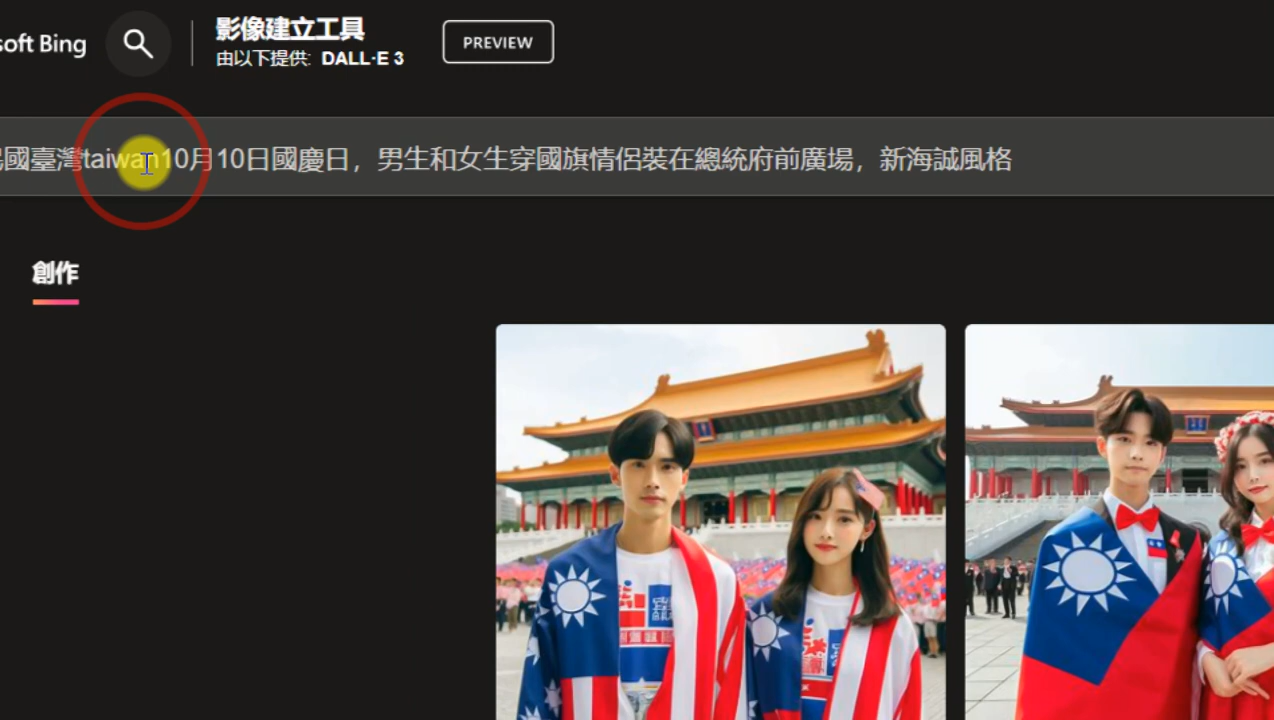 soft Bing
影像建立工具
由以下提供: DALL·E 3
PREVIEW
國臺灣taiwan10月10日國慶日，男生和女生穿國旗情侶裝在總統府前廣場，新海誠風格
創作